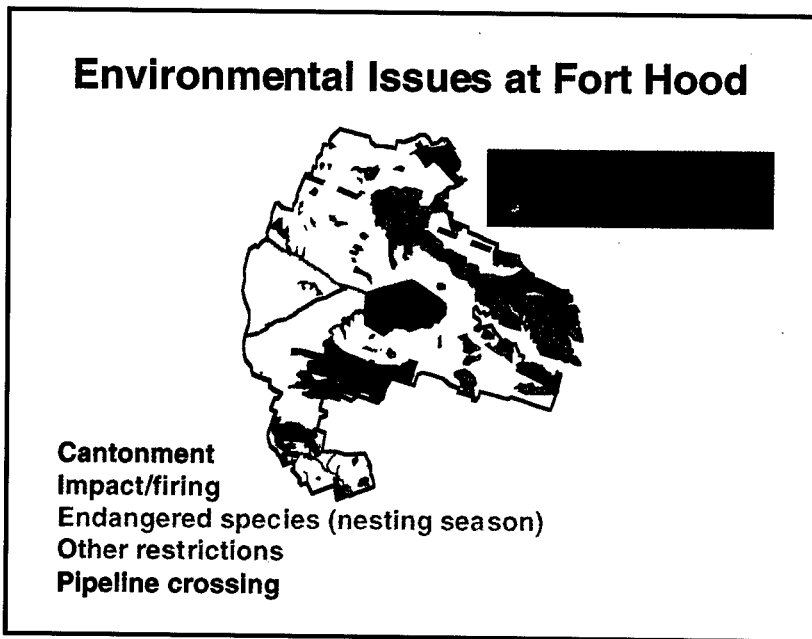 Environmental Issues at Fort Hood
Cantonment
Impact/firing
Endangered species (nesting season)
Other restrictions
Pipeline crossing